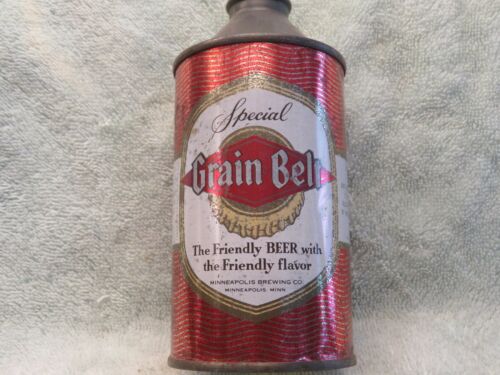 Special
Grain Belt
The Friendly BEER with
the Friendly flavor
MINNEAPOLIS BREWING CO.
MINNEAPOLIS, MINN